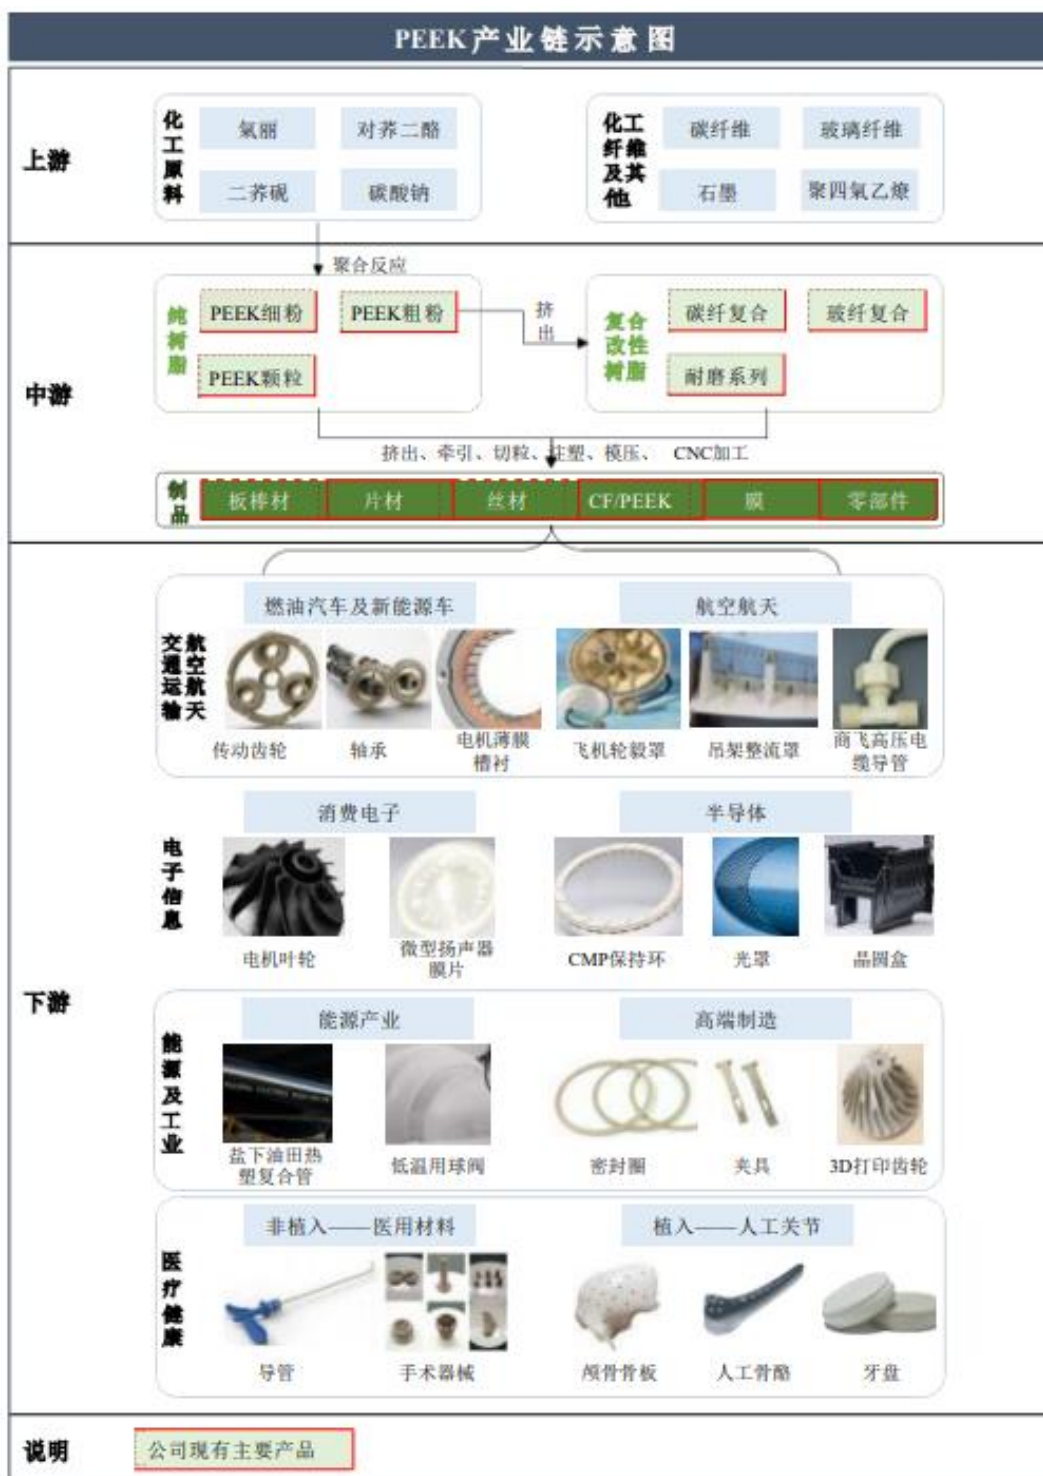 PEEK产业链示意图
上游
化工原料
氟丽
对荞二酪
二荞砚
碳酸钠
化工纤维及其他
碳纤维
玻璃纤维
石墨
聚四氧乙燎
聚合反应
中游
纯树脂
PEEK细粉
PEEK粗粉
PEEK颗粒
挤出
复合改性树脂
碳纤复合
玻纤复合
耐磨系列
挤出、牵引、切粒、注塑、模压、 CNC加工
制品
板棒材
片材
丝材
CF/PEEK
膜
零部件
下游
交通运输
航空航天
燃油汽车及新能源车
航空航天
传动齿轮
轴承
电机薄膜
槽衬
飞机轮毅罩
吊架整流罩
商飞高压电
缆导管
电子信息
消费电子
半导体
电机叶轮
微型扬声器
膜片
CMP保持环
光罩
晶圆盒
能源及工业
能源产业
高端制造
盐下油田热
塑复合管
低温用球阀
密封圈
夹具
3D打印齿轮
医疗健康
非植入——医用材料
植入——人工关节
导管
手术器械
颅骨骨板
人工骨酪
牙盘
说明
公司现有主要产品